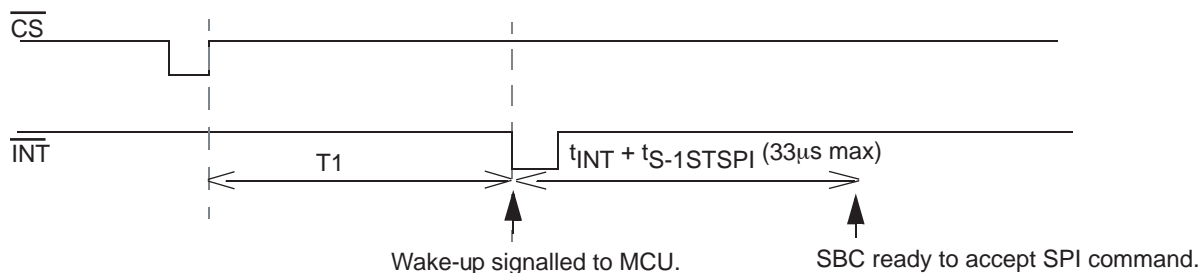 CS
INT
T1
tINT + tS-1STSPI (33μs max)
Wake-up signalled to MCU.
SBC ready to accept SPI command.